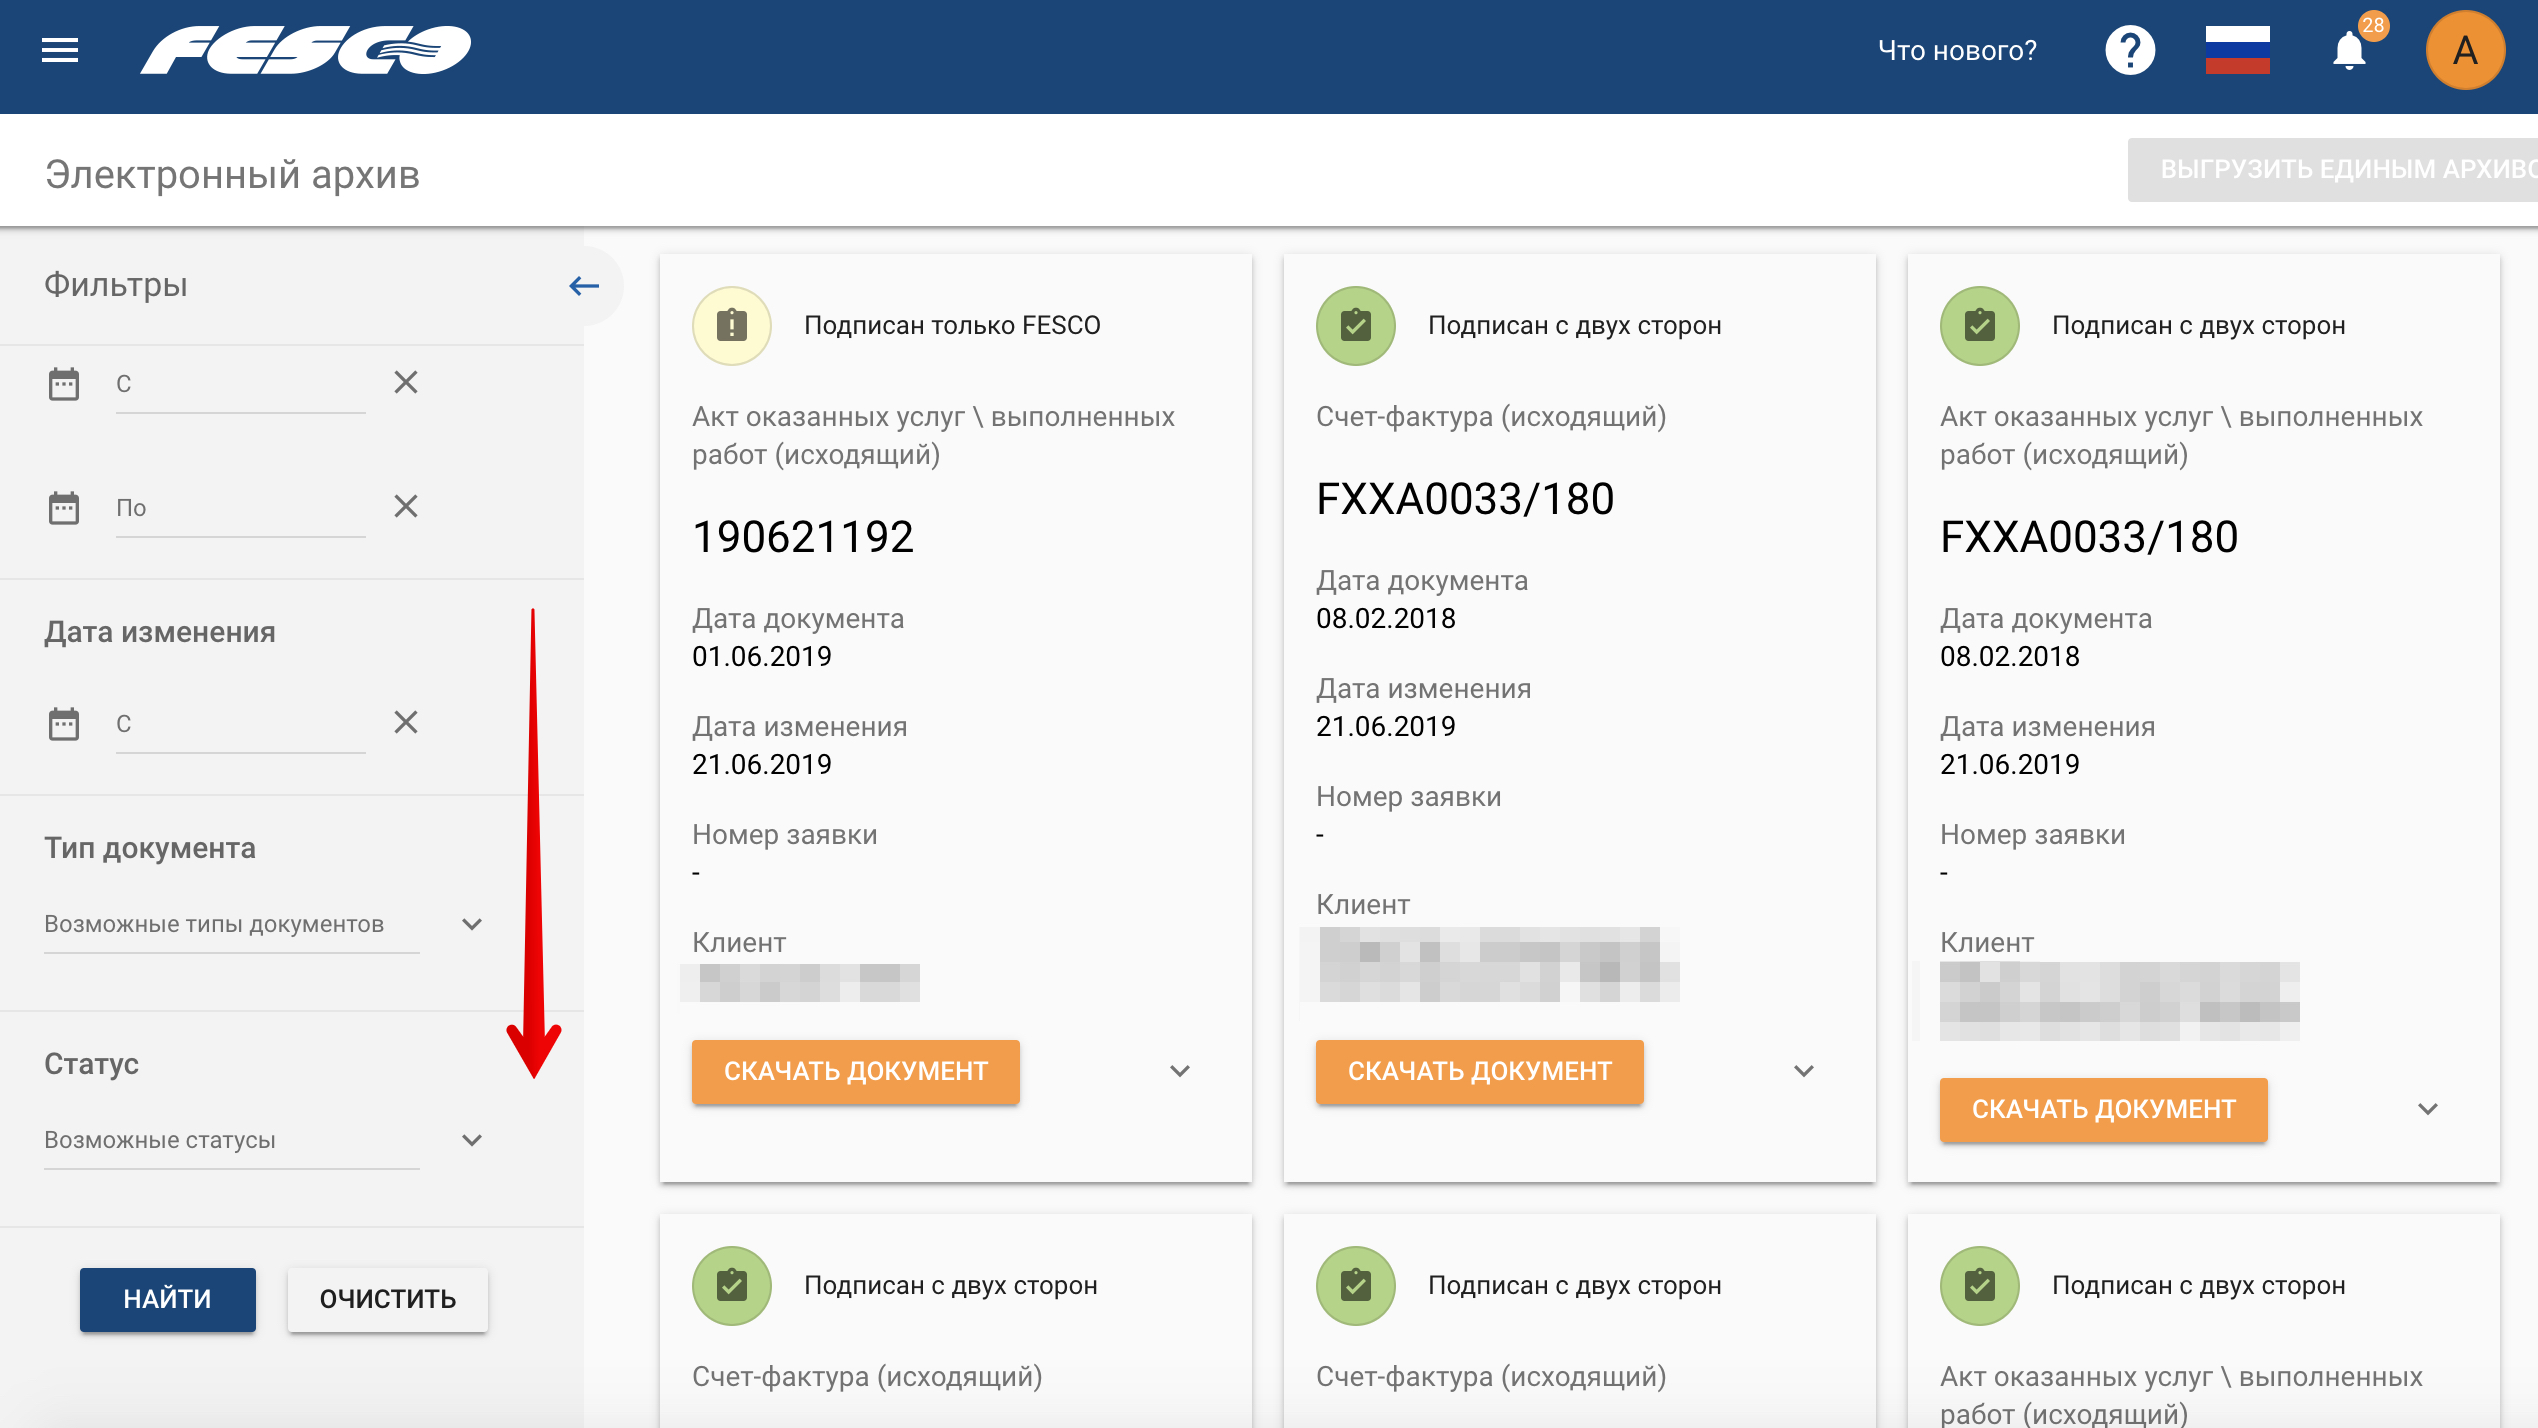 FESCO
Что нового?
28
А
Электронный архив
ВЫГРУЗИТЬ ЕДИНЫМ
Фильтры
С
По
Дата изменения
С
Тип документа
Возможные типы документов
Статус
Возможные статусы
НАЙТИ
ОЧИСТИТЬ
Подписан только FESCO
Акт оказанных услуг \ выполненных
работ (исходящий)
190621192
Дата документа
01.06.2019
Дата изменения
21.06.2019
Номер заявки
-
Клиент
СКАЧАТЬ ДОКУМЕНТ
Подписан с двух сторон
Счет-фактура (исходящий)
FXXA0033/180
Дата документа
08.02.2018
Дата изменения
21.06.2019
Номер заявки
-
Клиент
СКАЧАТЬ ДОКУМЕНТ
Подписан с двух сторон
Акт оказанных услуг \ выполненных
работ (исходящий)
FXXA0033/180
Дата документа
08.02.2018
Дата изменения
21.06.2019
Номер заявки
-
Клиент
СКАЧАТЬ ДОКУМЕНТ
Подписан с двух сторон
Счет-фактура (исходящий)
Подписан с двух сторон
Счет-фактура (исходящий)
Подписан с двух сторон
Акт оказанных услуг \ выполненных
работ (исходящий)